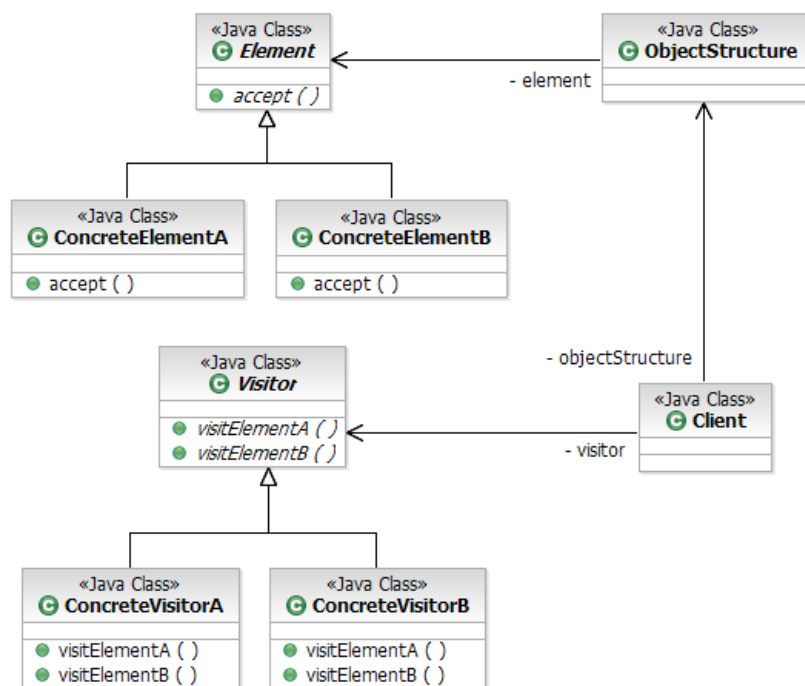 «Java Class»
Element
accept ( )
«Java Class»
ObjectStructure
- element
«Java Class»
ConcreteElementA
accept ( )
«Java Class»
ConcreteElementB
accept ( )
- objectStructure
«Java Class»
Visitor
visitElementA ( )
visitElementB ( )
«Java Class»
Client
- visitor
«Java Class»
ConcreteVisitorA
visitElementA ( )
visitElementB ( )
«Java Class»
ConcreteVisitorB
visitElementA ( )
visitElementB ( )